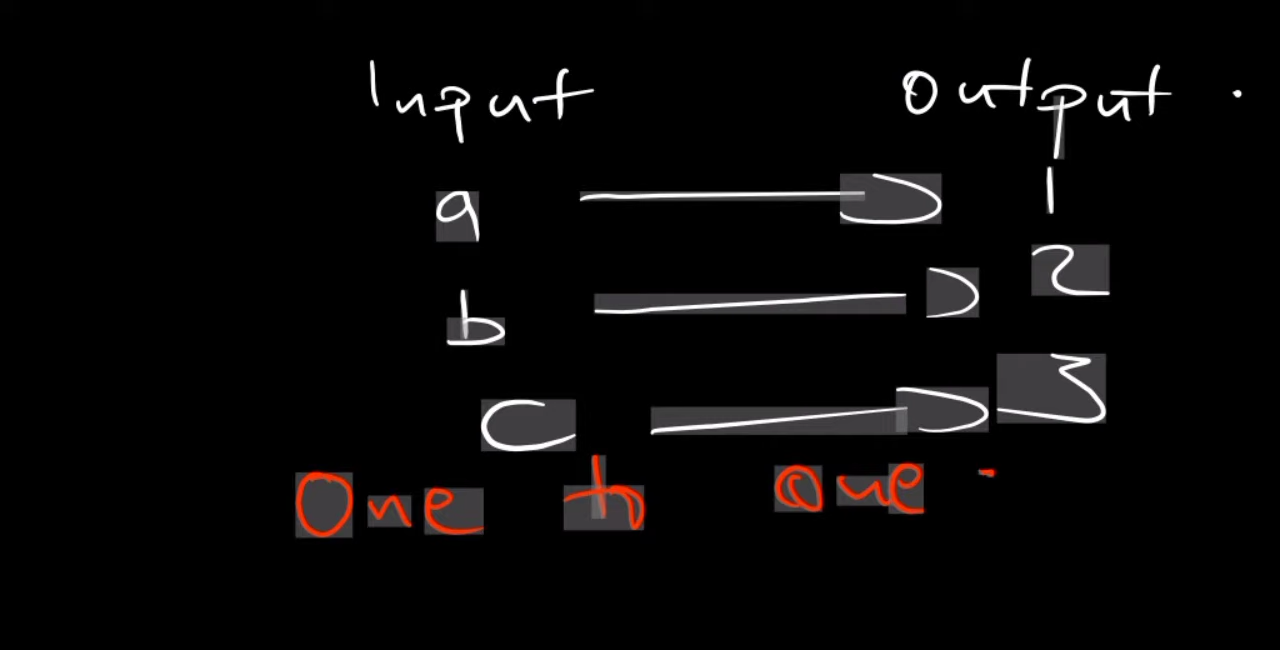 Input Output.
a → 1
b → 2
c → 3
One to one -